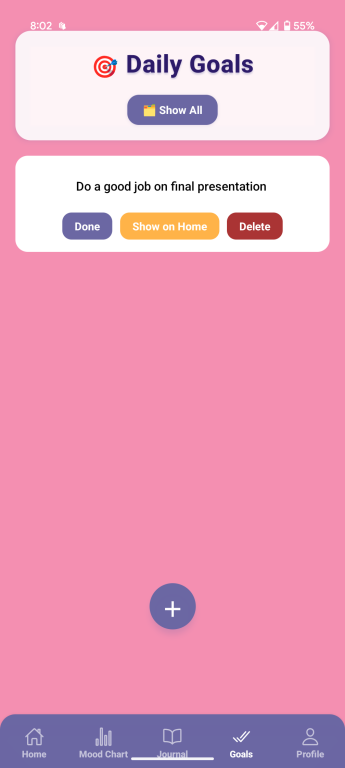 8:02 55%
Daily Goals
Show All
Do a good job on final presentation
Done Show on Home Delete
+
Home Mood Chart Journal Goals Profile